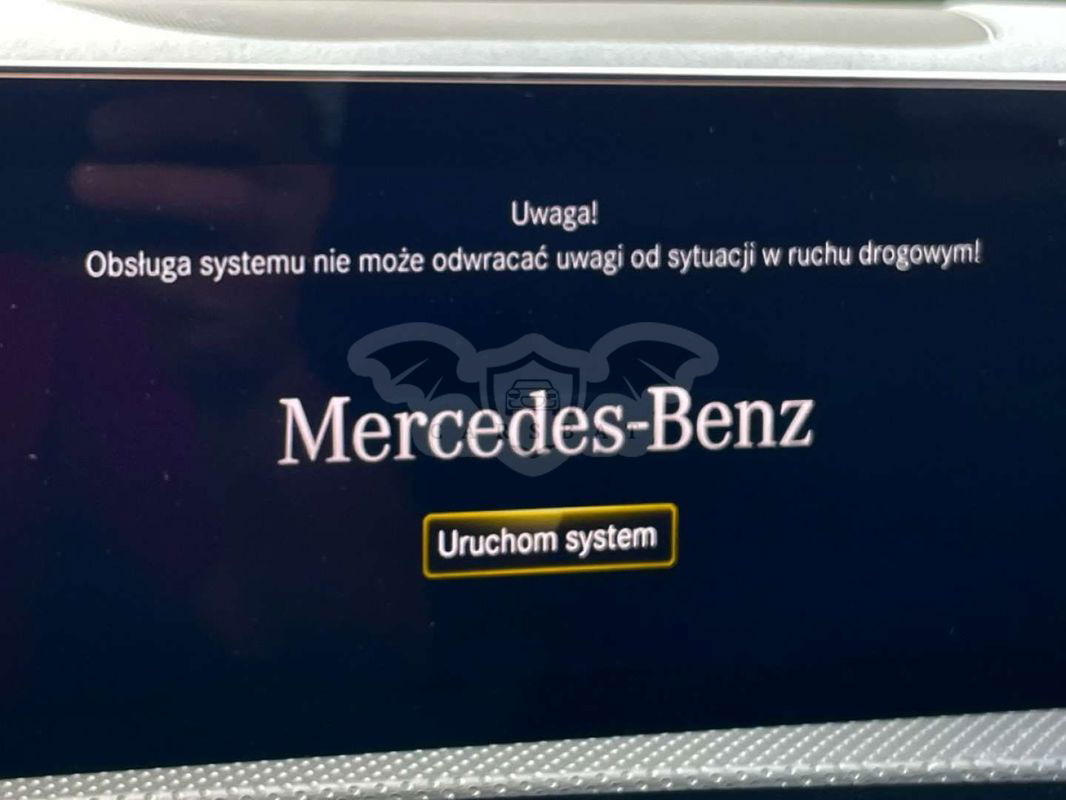 Uwaga!
Obsługa systemu nie może odwracać uwagi od sytuacji w ruchu drogowym!
Mercedes-Benz
Uruchom system